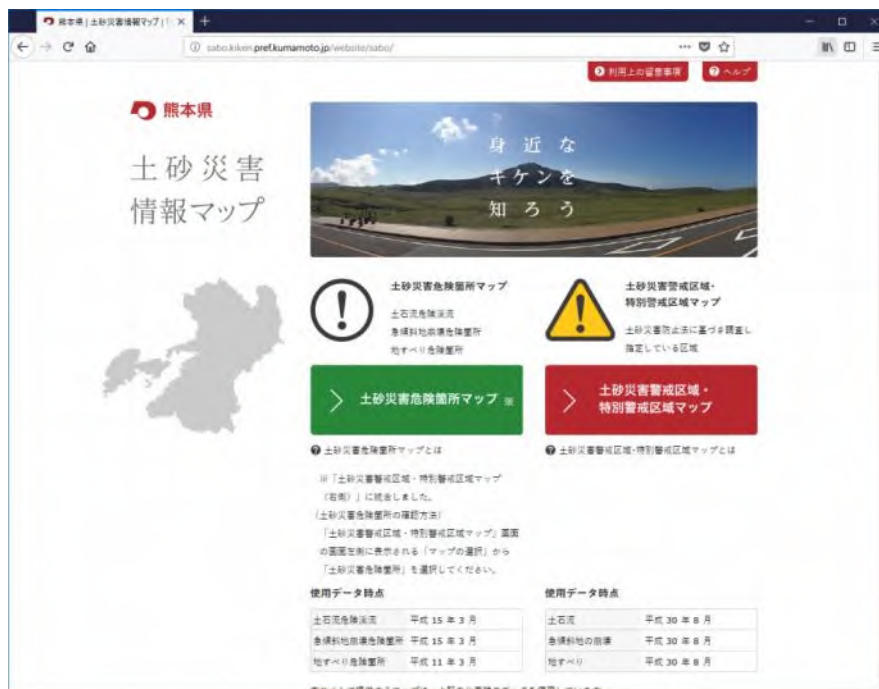 熊本県|土砂災害情報マップ|
sabo.kiken.pref.kumamoto.jp/website/sabo/
利用上の留意事項
ヘルプ
熊本県
土砂災害
情報マップ
身近な
キケンを
知ろう
土砂災害危険箇所マップ
土石流危険渓流
急傾斜地崩壊危険箇所
地すべり危険箇所
土砂災害警戒区域・
特別警戒区域マップ
土砂災害防止法に基づき調査し
指定している区域
土砂災害危険箇所マップ ※
土砂災害警戒区域・
特別警戒区域マップ
土砂災害危険箇所マップとは
土砂災害警戒区域・特別警戒区域マップとは
※「土砂災害警戒区域・特別警戒区域マップ
(右側)」に統合しました。
(土砂災害危険箇所の確認方法)
「土砂災害警戒区域・特別警戒区域マップ」画面
の画面左側に表示される「マップの選択」から
「土砂災害危険箇所」を選択してください。
使用データ時点
土石流危険渓流 平成 15 年 3 月
急傾斜地崩壊危険箇所 平成 15 年 3 月
地すべり危険箇所 平成 11 年 3 月
使用データ時点
土石流 平成 30 年 8 月
急傾斜地の崩壊 平成 30 年 8 月
地すべり 平成 30 年 8 月